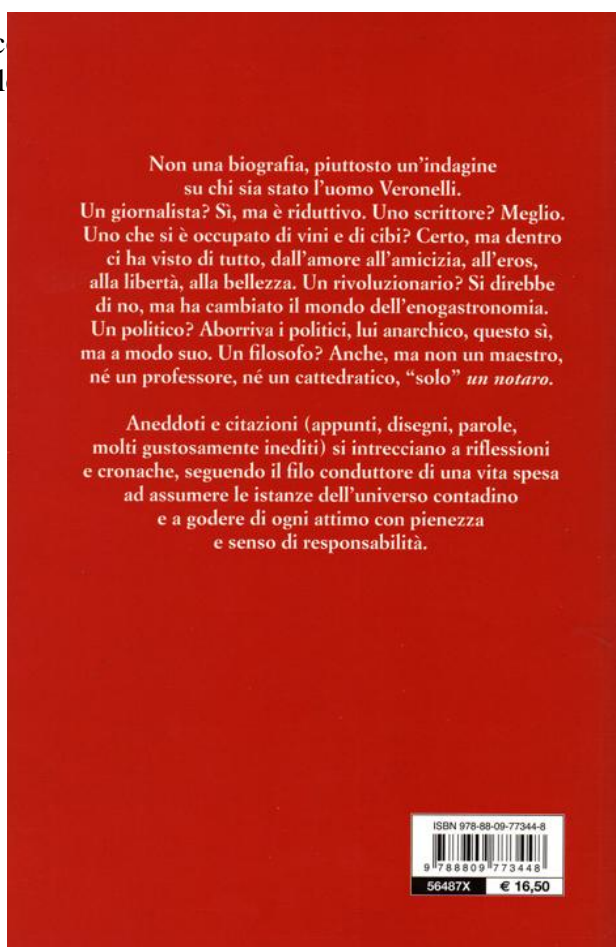 Non una biografia, piuttosto un'indagine
su chi sia stato l'uomo Veronelli.
Un giornalista? Sì, ma è riduttivo. Uno scrittore? Meglio.
Uno che si è occupato di vini e di cibi? Certo, ma dentro
ci ha visto di tutto, dall'amore all'amicizia, all'eros,
alla libertà, alla bellezza. Un rivoluzionario? Si direbbe
di no, ma ha cambiato il mondo dell'enogastronomia.
Un politico? Aborriva i politici, lui anarchico, questo sì,
ma a modo suo. Un filosofo? Anche, ma non un maestro,
né un professore, né un cattedratico, “solo” un notaro.
Aneddoti e citazioni (appunti, disegni, parole,
molti gustosamente inediti) si intrecciano a riflessioni
e cronache, seguendo il filo conduttore di una vita spesa
ad assumere le istanze dell'universo contadino
e a godere di ogni attimo con pienezza
e senso di responsabilità.
ISBN 978-88-09-77344-8
9 788809 773448
56487X € 16,50